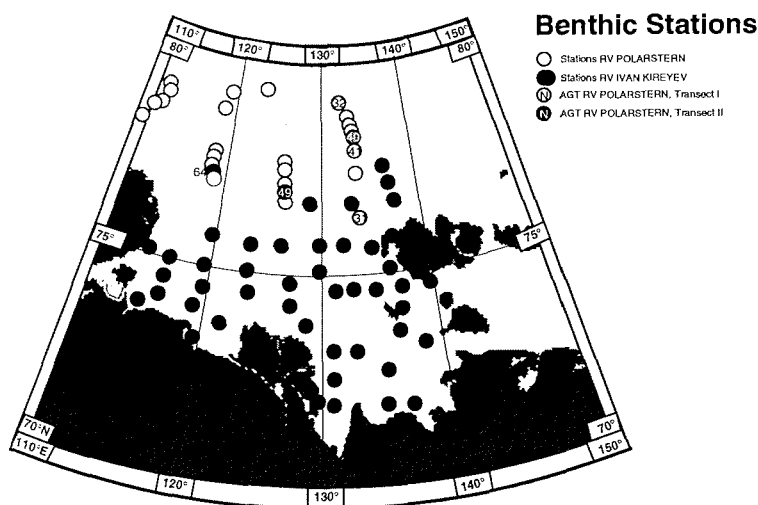 Benthic Stations
Stations RV POLARSTERN
Stations RV IVAN KIREYEV
N AGT RV POLARSTERN, Transect I
N AGT RV POLARSTERN, Transect II
110° 120° 130° 140° 150°
80° 80°
32
41
64
49
31
75° 75°
70°N 70°
110°E 120° 130° 140° 150°